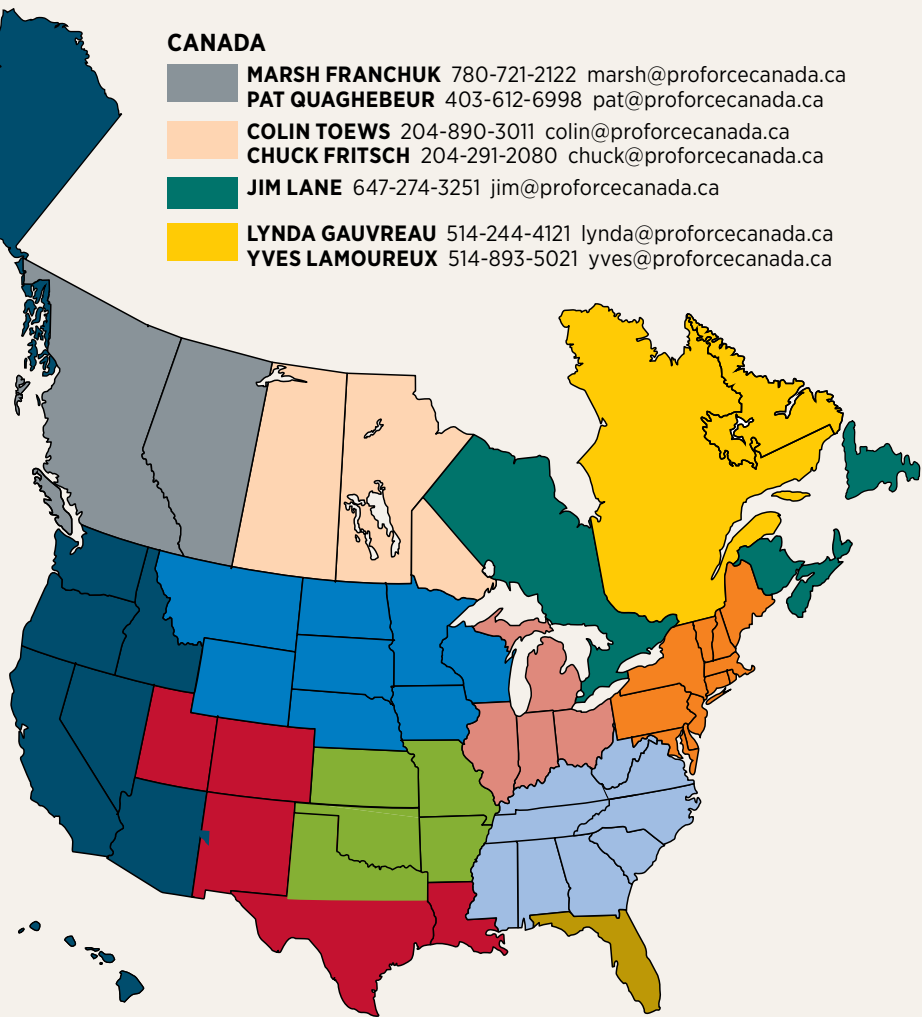 CANADA
MARSH FRANCHUK 780-721-2122 marsh@proforcecanada.ca
PAT QUAGHEBEUR 403-612-6998 pat@proforcecanada.ca
COLIN TOEWS 204-890-3011 colin@proforcecanada.ca
CHUCK FRITSCH 204-291-2080 chuck@proforcecanada.ca
JIM LANE 647-274-3251 jim@proforcecanada.ca
LYNDA GAUVREAU 514-244-4121 lynda@proforcecanada.ca
YVES LAMOUREUX 514-893-5021 yves@proforcecanada.ca